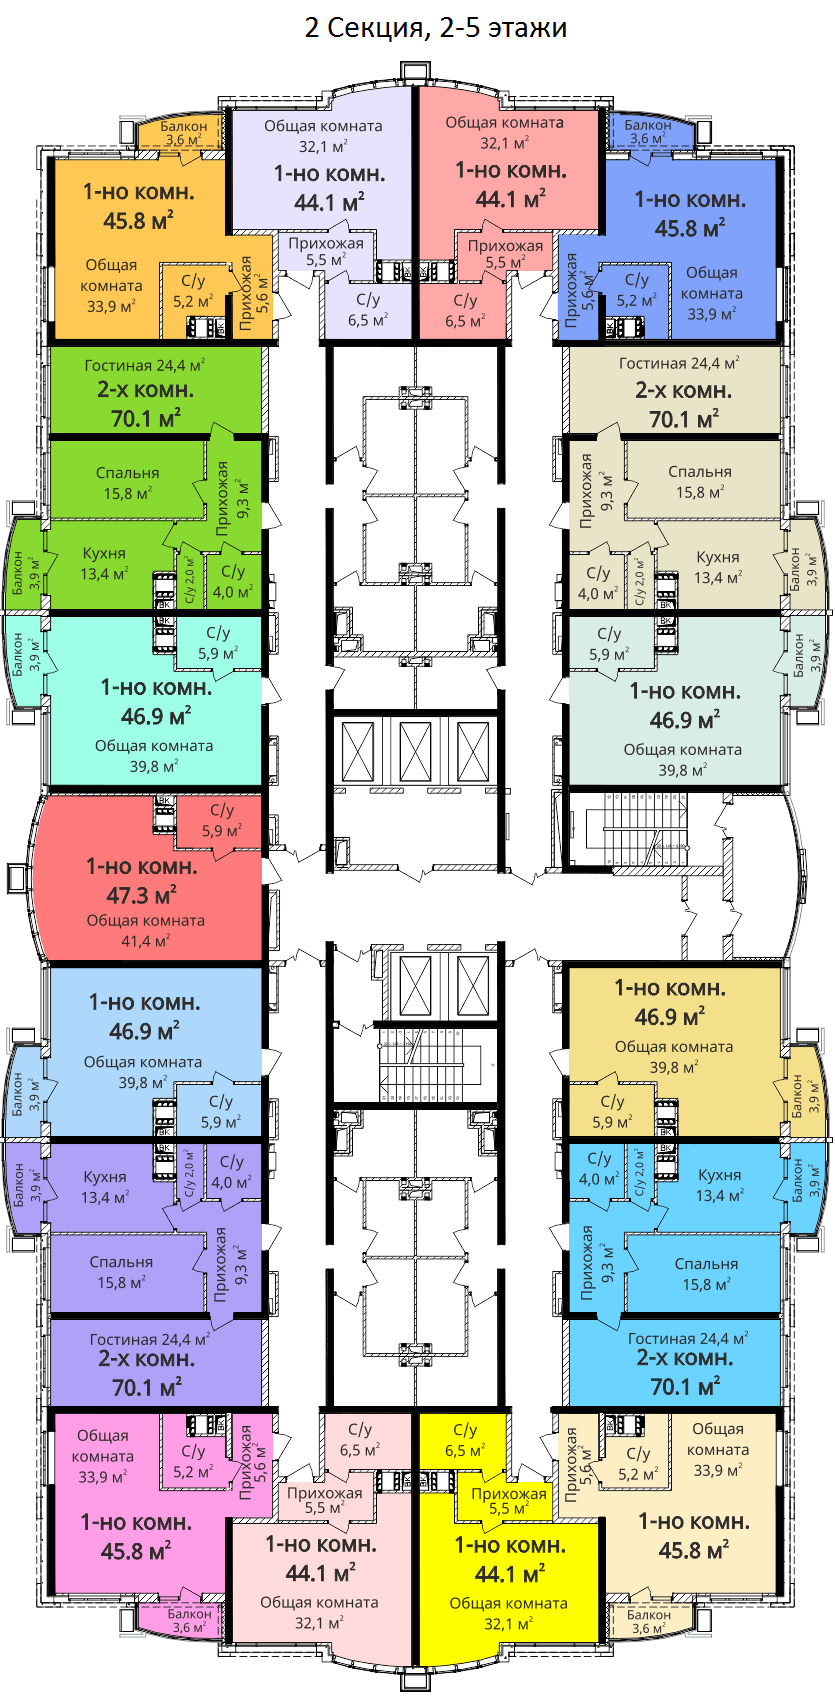 2 Секция, 2-5 этажи
Балкон
3,6 м²
1-но комн.
45.8 м²
Общая
комната
33,9 м²
С/у
5,2 м²
Прихожая
5,6 м²
ВК
Общая комната
32,1 м²
1-но комн.
44.1 м²
Прихожая
5,5 м²
С/у
6,5 м²
ВК
Общая комната
32,1 м²
1-но комн.
44.1 м²
Прихожая
5,5 м²
С/у
6,5 м²
ВК
Балкон
3,6 м²
1-но комн.
45.8 м²
Прихожая
5,6 м²
С/у
5,2 м²
Общая
комната
33,9 м²
ВК
Гостиная 24,4 м²
2-х комн.
70.1 м²
Спальня
15,8 м²
Прихожая
9,3 м²
Балкон
3,9 м²
Кухня
13,4 м²
С/у 2,0 м²
С/у
4,0 м²
ВК
Гостиная 24,4 м²
2-х комн.
70.1 м²
Прихожая
9,3 м²
Спальня
15,8 м²
С/у
4,0 м²
С/у 2,0 м²
Кухня
13,4 м²
Балкон
3,9 м²
ВК
Балкон
3,9 м²
ВК
С/у
5,9 м²
1-но комн.
46.9 м²
Общая комната
39,8 м²
С/у
5,9 м²
ВК
Балкон
3,9 м²
1-но комн.
46.9 м²
Общая комната
39,8 м²
ВК
С/у
5,9 м²
1-но комн.
47.3 м²
Общая комната
41,4 м²
1-но комн.
46.9 м²
Общая комната
39,8 м²
Балкон
3,9 м²
С/у
5,9 м²
ВК
1-но комн.
46.9 м²
Общая комната
39,8 м²
С/у
5,9 м²
ВК
Балкон
3,9 м²
Балкон
3,9 м²
Кухня
13,4 м²
ВК
С/у 2,0 м²
С/у
4,0 м²
Спальня
15,8 м²
Прихожая
9,3 м²
Гостиная 24,4 м²
2-х комн.
70.1 м²
С/у
4,0 м²
С/у 2,0 м²
ВК
Кухня
13,4 м²
Балкон
3,9 м²
Прихожая
9,3 м²
Спальня
15,8 м²
Гостиная 24,4 м²
2-х комн.
70.1 м²
Общая
комната
33,9 м²
ВК
С/у
5,2 м²
Прихожая
5,6 м²
1-но комн.
45.8 м²
Балкон
3,6 м²
С/у
6,5 м²
Прихожая
5,5 м²
ВК
1-но комн.
44.1 м²
Общая комната
32,1 м²
С/у
6,5 м²
ВК
Прихожая
5,5 м²
1-но комн.
44.1 м²
Общая комната
32,1 м²
Прихожая
5,6 м²
ВК
С/у
5,2 м²
Общая
комната
33,9 м²
1-но комн.
45.8 м²
Балкон
3,6 м²